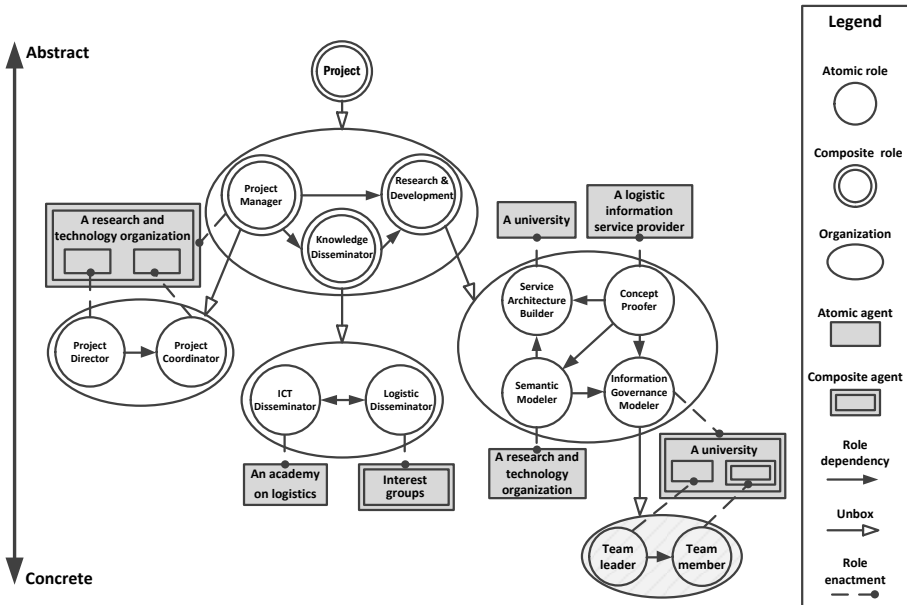 Abstract
Project
Project
Manager
Research &
Development
Knowledge
Disseminator
A research and
technology organization
Project
Director
Project
Coordinator
A university
A logistic
information
service provider
Service
Architecture
Builder
Concept
Proofer
Semantic
Modeler
Information
Governance
Modeler
ICT
Disseminator
Logistic
Disseminator
An academy
on logistics
Interest
groups
A research and
technology
organization
A university
Team
leader
Team
member
Concrete
Legend
Atomic role
Composite role
Organization
Atomic agent
Composite agent
Role
dependency
Unbox
Role
enactment